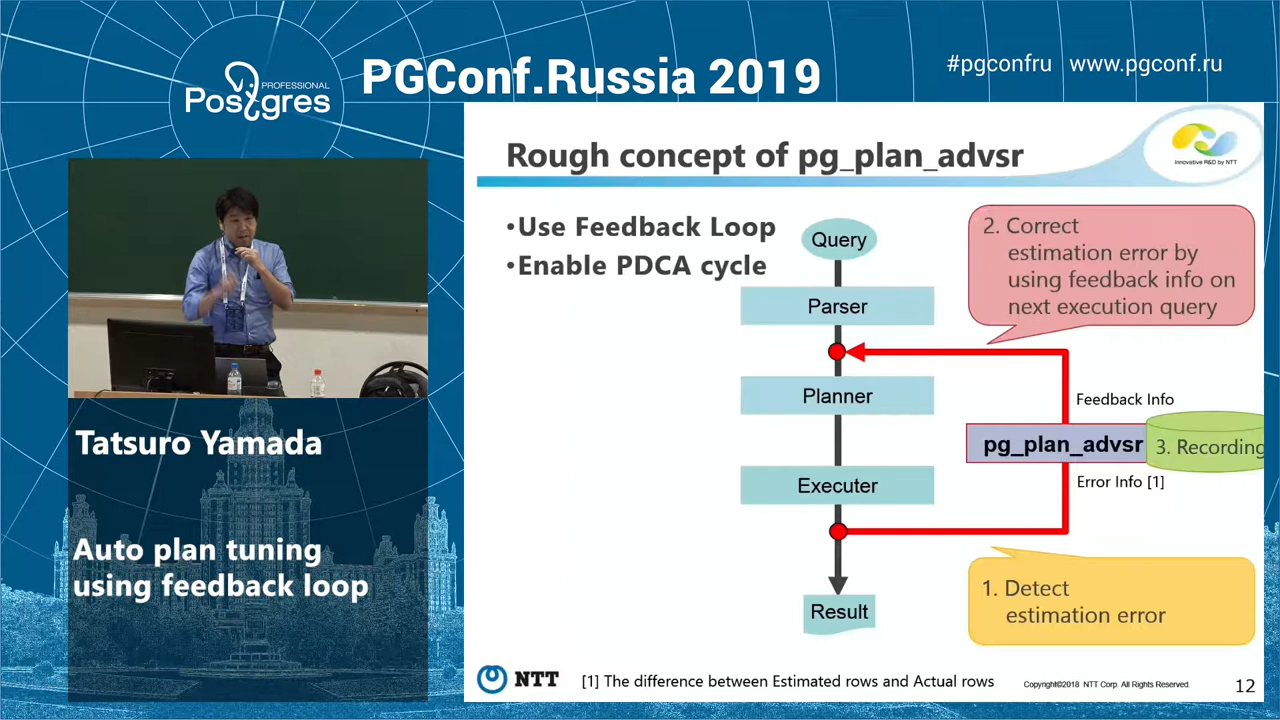 PROFESSIONAL
Postgres
PGConf.Russia 2019
#pgconfru www.pgconf.ru
Rough concept of pg_plan_advsr
Innovative R&D by NTT
•Use Feedback Loop
•Enable PDCA cycle
Query
Parser
Planner
Executer
Result
2. Correct
estimation error by
using feedback info on
next execution query
Feedback Info
pg_plan_advsr
3. Recording
Error Info [1]
1. Detect
estimation error
Tatsuro Yamada
Auto plan tuning
using feedback loop
NTT
[1] The difference between Estimated rows and Actual rows
Copyright©2018 NTT Corp. All Rights Reserved.
12